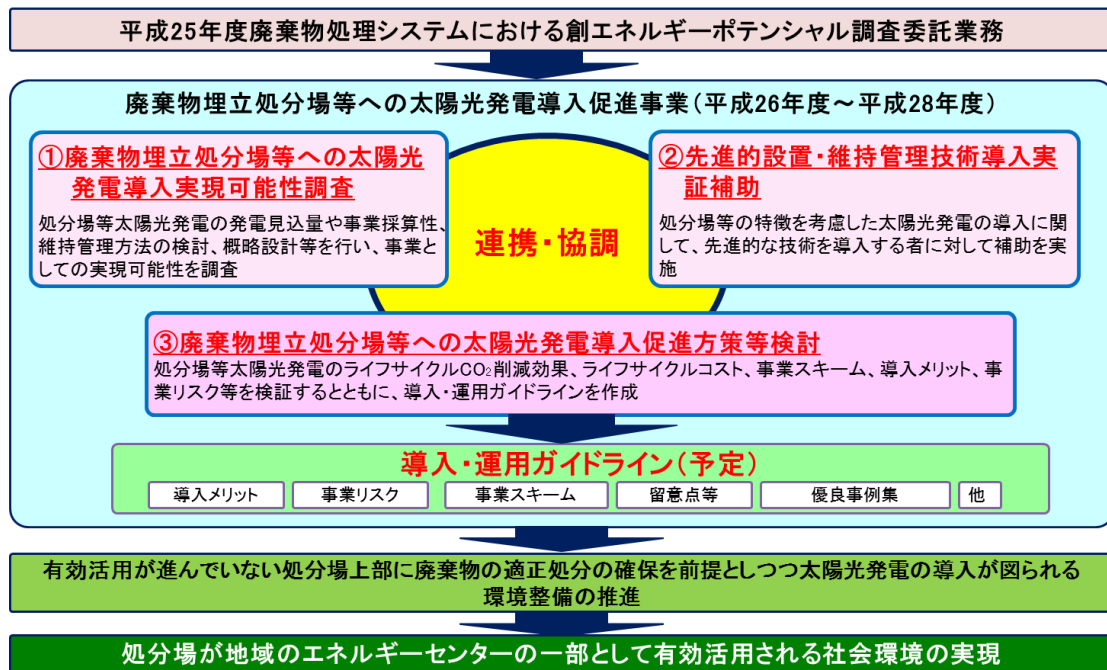 平成25年度廃棄物処理システムにおける創エネルギーポテンシャル調査委託業務
廃棄物埋立処分場等への太陽光発電導入促進事業(平成26年度~平成28年度)
①廃棄物埋立処分場等への太陽光
発電導入実現可能性調査
処分場等太陽光発電の発電見込量や事業採算性、
維持管理方法の検討、概略設計等を行い、事業と
しての実現可能性を調査
連携・協調
②先進的設置・維持管理技術導入実
証補助
処分場等の特徴を考慮した太陽光発電の導入に関
して、先進的な技術を導入する者に対して補助を実
施
③廃棄物埋立処分場等への太陽光発電導入促進方策等検討
処分場等太陽光発電のライフサイクルCO₂削減効果、ライフサイクルコスト、事業スキーム、導入メリット、事
業リスク等を検証するとともに、導入・運用ガイドラインを作成
導入・運用ガイドライン(予定)
導入メリット
事業リスク
事業スキーム
留意点等
優良事例集
他
有効活用が進んでいない処分場上部に廃棄物の適正処分の確保を前提としつつ太陽光発電の導入が図られる
環境整備の推進
処分場が地域のエネルギーセンターの一部として有効活用される社会環境の実現